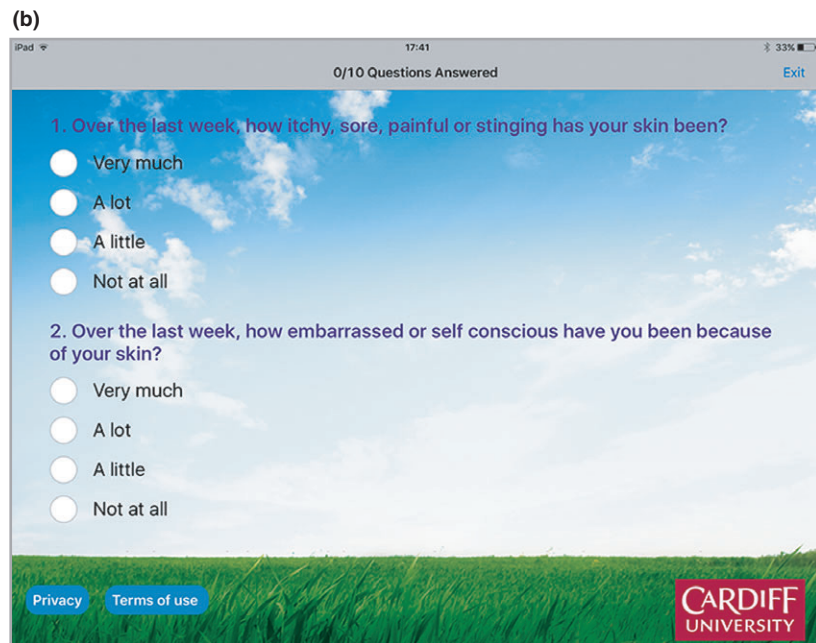 (b)
iPad 17:41 33%
0/10 Questions Answered Exit
1. Over the last week, how itchy, sore, painful or stinging has your skin been?
Very much
A lot
A little
Not at all
2. Over the last week, how embarrassed or self conscious have you been because
of your skin?
Very much
A lot
A little
Not at all
Privacy Terms of use
CARDIFF
UNIVERSITY